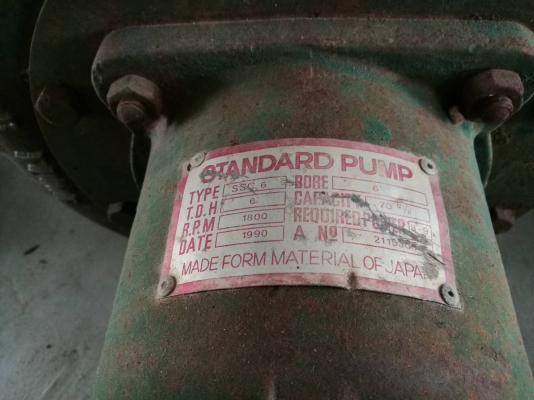 STANDARD PUMP
TYPE SSC 6 BORE 6
T.D.H 6 CAPACITY 70
R.P.M 1800 REQUIRED POWER
DATE 1990 A NO
MADE FORM MATERIAL OF JAPAN